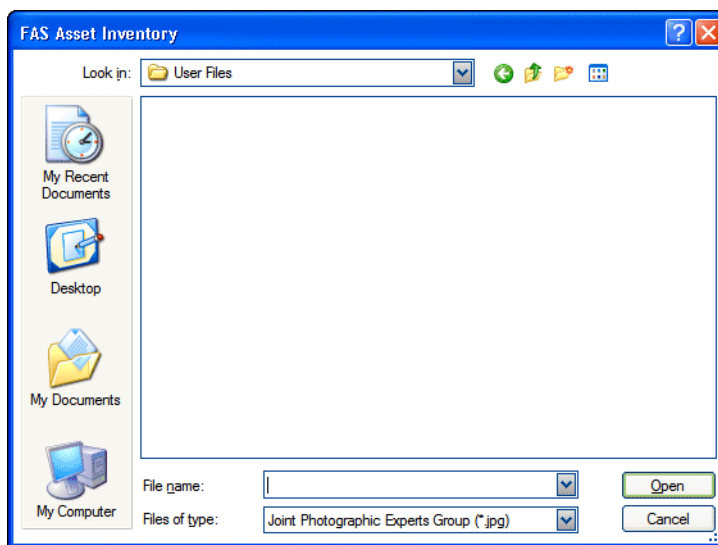 FAS Asset Inventory
Look in: User Files
My Recent
Documents
Desktop
My Documents
My Computer
File name:
Open
Files of type: Joint Photographic Experts Group (*.jpg)
Cancel